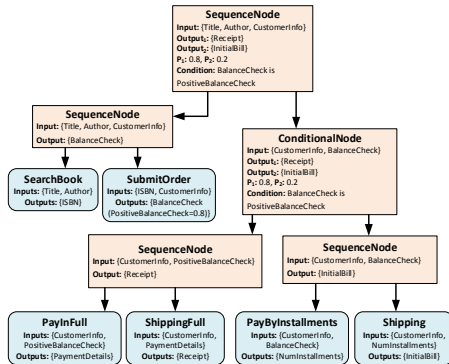 SequenceNode
Input: {Title, Author, CustomerInfo}
Output₁: {Receipt}
Output₂: {InitialBill}
P₁: 0.8, P₂: 0.2
Condition: BalanceCheck is
PositiveBalanceCheck
SequenceNode
Input: {Title, Author, CustomerInfo}
Output: {BalanceCheck}
ConditionalNode
Input: {CustomerInfo, BalanceCheck}
Output₁: {Receipt}
Output₂: {InitialBill}
P₁: 0.8, P₂: 0.2
Condition: BalanceCheck is
PositiveBalanceCheck
SearchBook
Inputs: {Title, Author}
Outputs: {ISBN}
SubmitOrder
Inputs: {ISBN, CustomerInfo}
Outputs: {BalanceCheck
(PositiveBalanceCheck=0.8)}
SequenceNode
Input: {CustomerInfo, PositiveBalanceCheck}
Output: {Receipt}
SequenceNode
Input: {CustomerInfo, BalanceCheck}
Output: {InitialBill}
PayInFull
Inputs: {CustomerInfo,
PositiveBalanceCheck}
Outputs: {PaymentDetails}
ShippingFull
Inputs: {CustomerInfo,
PaymentDetails}
Outputs: {Receipt}
PayByInstallments
Inputs: {CustomerInfo,
BalanceCheck}
Outputs: {NumInstallments}
Shipping
Inputs: {CustomerInfo,
NumInstallments}
Outputs: {InitialBill}